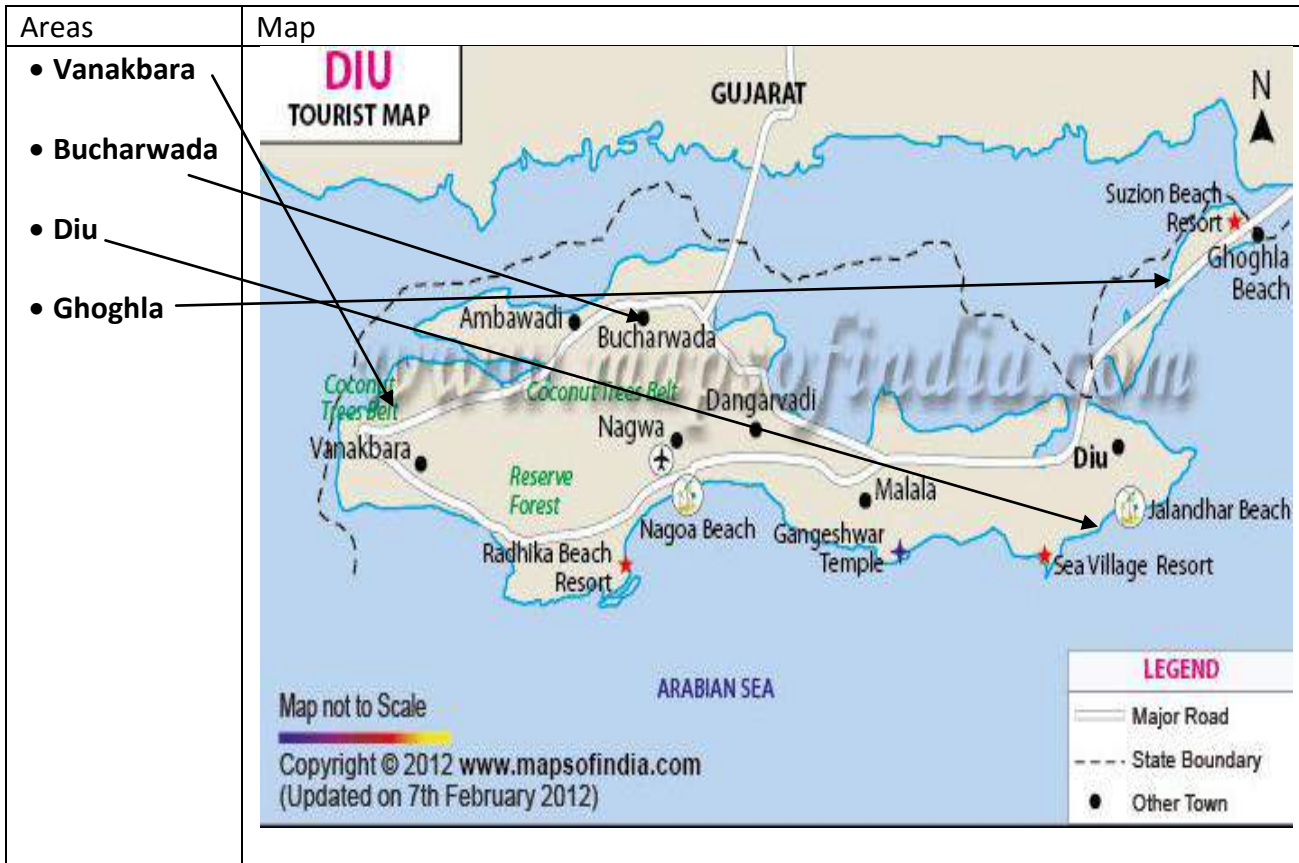 Areas
Map
• Vanakbara
• Bucharwada
• Diu
• Ghoghla
DIU
TOURIST MAP
GUJARAT
N
Suzion Beach
Resort
Ghoghla
Beach
Ambawadi
Bucharwada
www.mapsofindia.com
Coconut
Trees Belt
Coconut Trees Belt
Dangarvadi
Nagwa
Vanakbara
Diu
Reserve
Forest
Malala
Jalandhar Beach
Nagoa Beach
Gangeshwar
Temple
Radhika Beach
Resort
Sea Village Resort
ARABIAN SEA
Map not to Scale
Copyright © 2012 www.mapsofindia.com
(Updated on 7th February 2012)
LEGEND
Major Road
State Boundary
Other Town